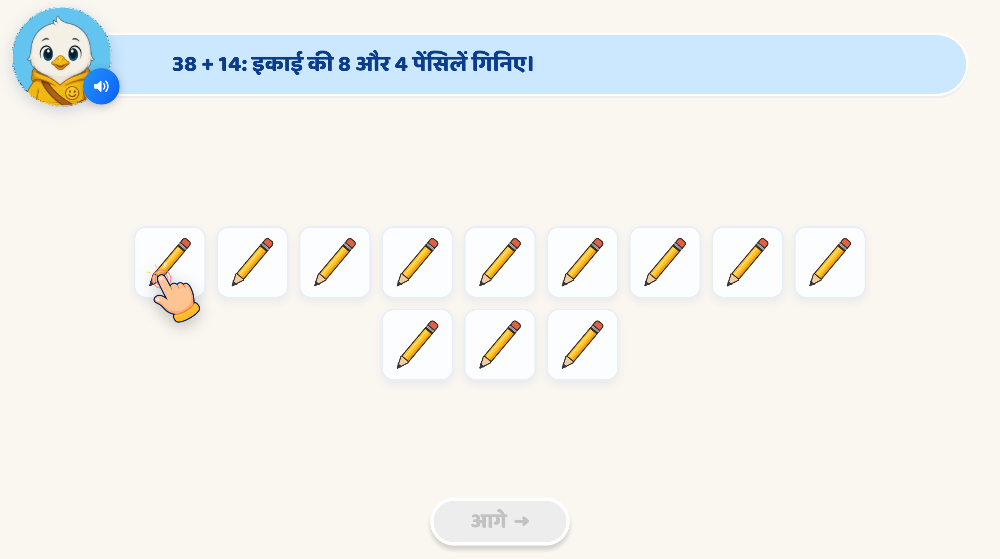 38 + 14: इकाई की 8 और 4 पेंसिलें गिनिए।
आगे →